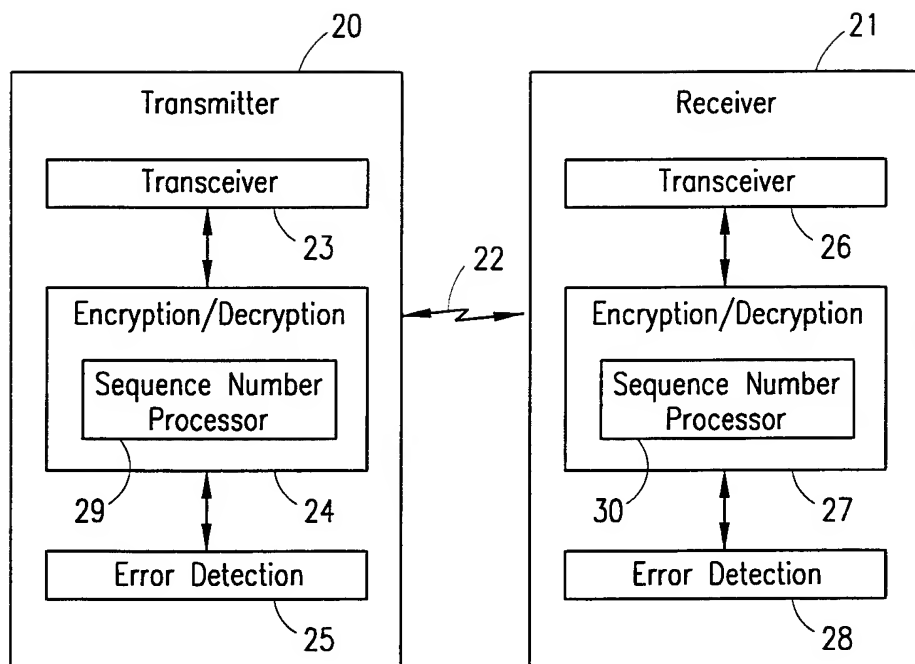 20
21
Transmitter
Receiver
Transceiver
Transceiver
23
26
22
Encryption/Decryption
Encryption/Decryption
Sequence Number
Processor
Sequence Number
Processor
29
24
30
27
Error Detection
Error Detection
25
28